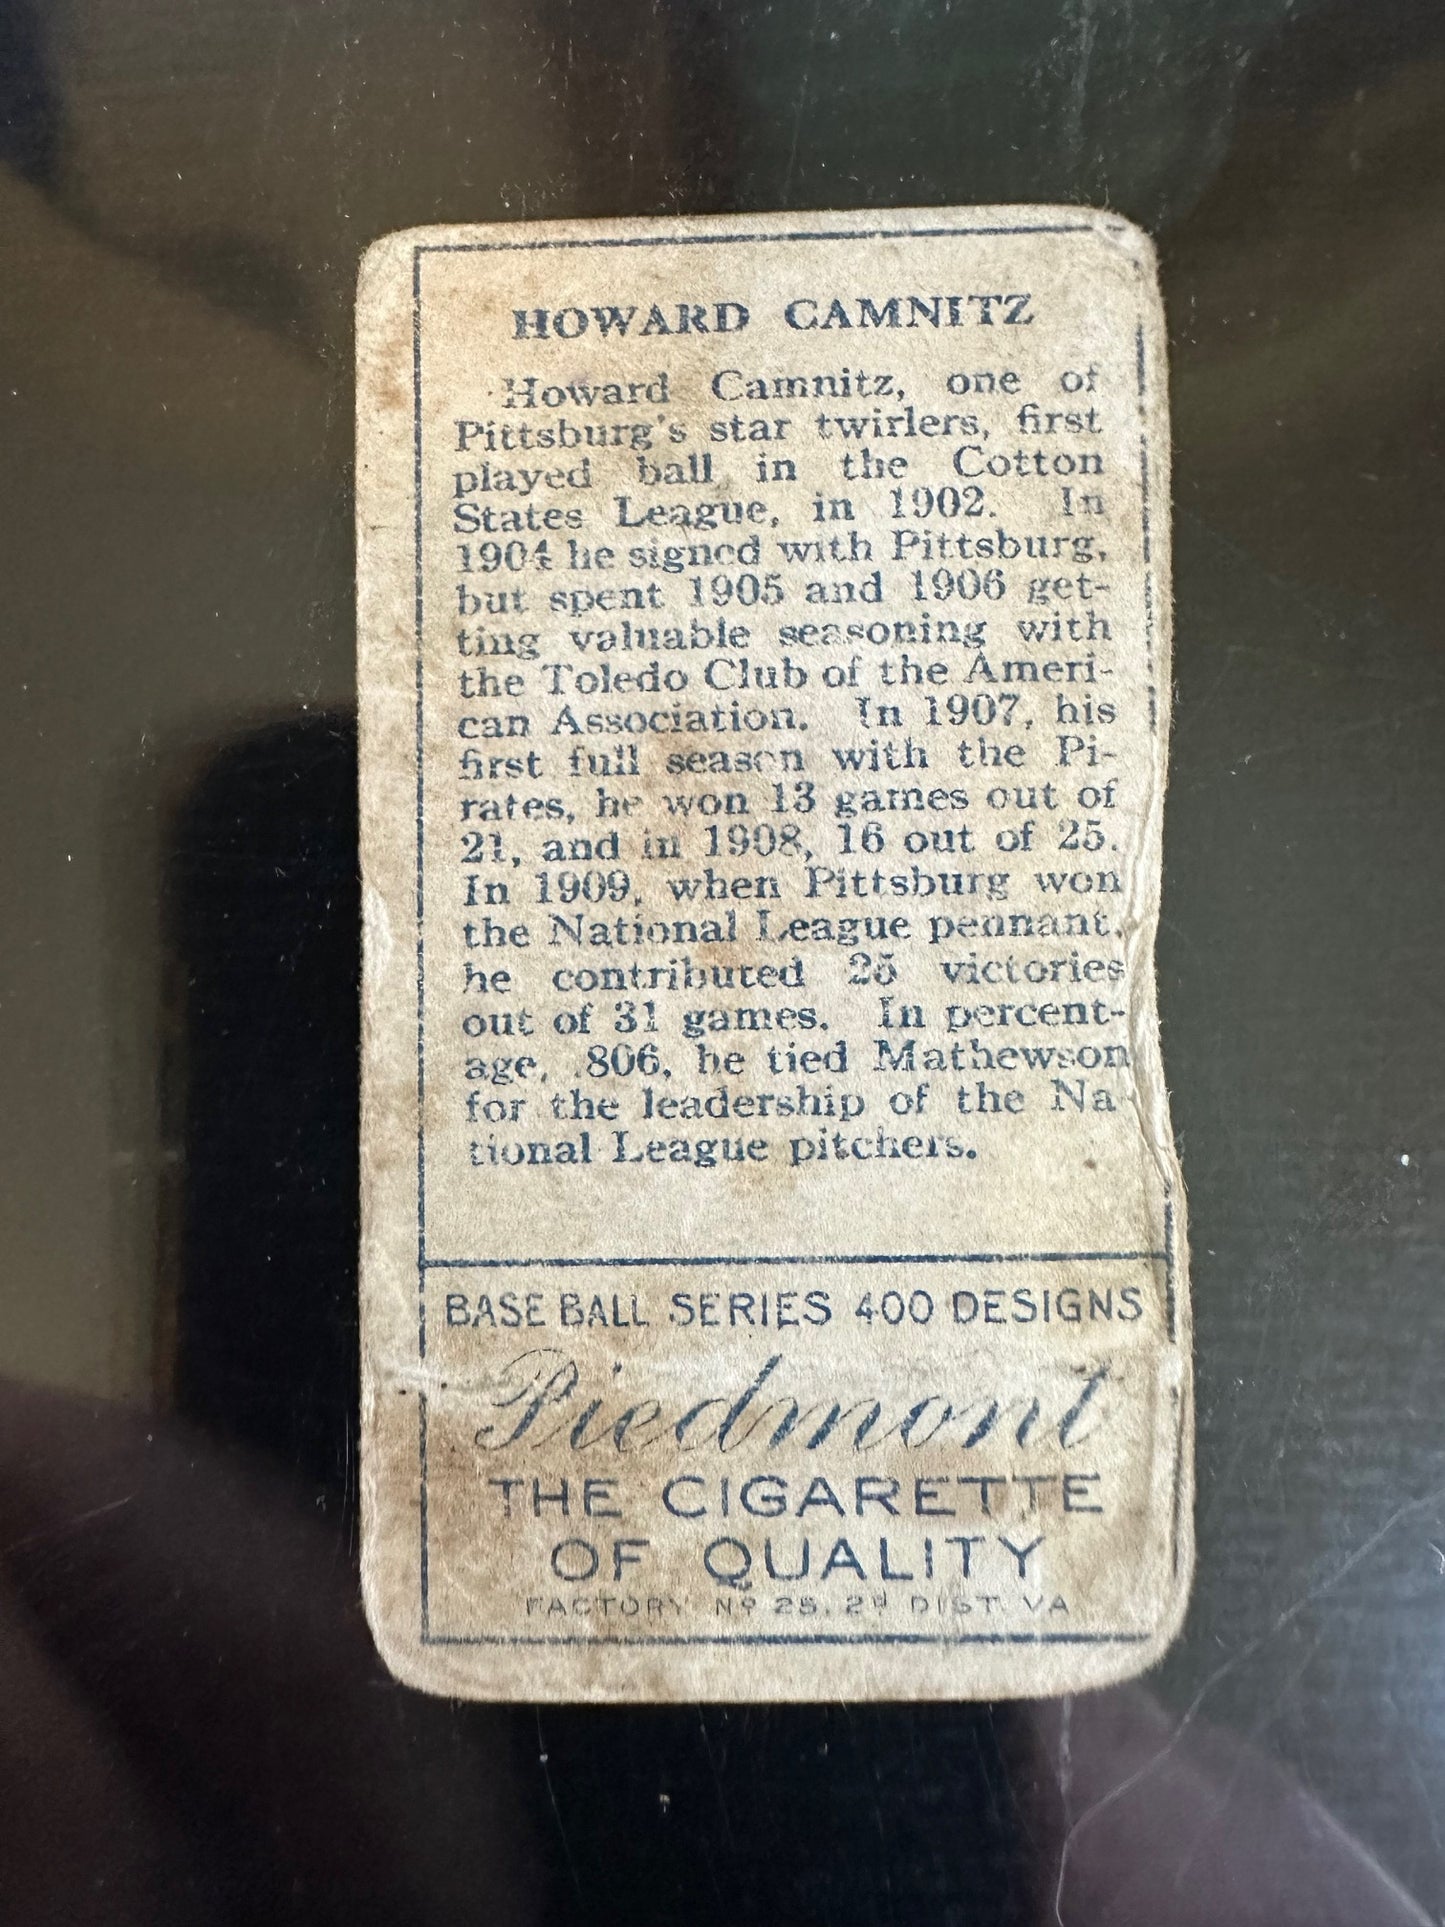 HOWARD CAMNITZ
Howard Camnitz, one of
Pittsburg's star twirlers, first
played ball in the Cotton
States League, in 1902. In
1904 he signed with Pittsburg,
but spent 1905 and 1906 get-
ting valuable seasoning with
the Toledo Club of the Ameri-
can Association. In 1907, his
first full season with the Pi-
rates, he won 13 games out of
21, and in 1908, 16 out of 25.
In 1909, when Pittsburg won
the National League pennant,
he contributed 25 victories
out of 31 games. In percent-
age, .806, he tied Mathewson
for the leadership of the Na-
tional League pitchers.
BASE BALL SERIES 400 DESIGNS
Piedmont
THE CIGARETTE
OF QUALITY
FACTORY Nº 25, 2d DIST. VA